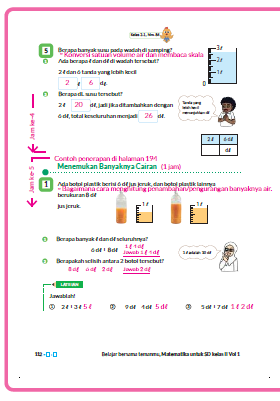 Kelas 2.2, Hm. 86
5 Berapa banyak susu pada wadah di samping?
= Konversi satuan volume air dan membaca skala
1 Ada berapa ℓ dan dℓ di wadah tersebut?
2 ℓ dan 6 tanda yang lebih kecil
2 ℓ 6 dℓ
2 Berapa dL susu tersebut?
2 ℓ 20 dℓ, jadi jika ditambahkan dengan
6 dℓ, total keseluruhan menjadi 26 dℓ.
3ℓ
2ℓ
1ℓ
0
Tanda yang
lebih kecil
menunjukkan dℓ
2 ℓ 6 dℓ
dℓ
Jam ke-4
Jam ke-5
Contoh penerapan di halaman 194
Menemukan Banyaknya Cairan (1 jam)
1 Ada botol plastik berisi 6 dℓ jus jeruk, dan botol plastik lainnya
= Bagaimana cara menghitung penambahan/pengurangan banyaknya air.
berukuran 8 dℓ
jus jeruk.
1 ℓ
1 ℓ
1 Berapa banyak ℓ dan dℓ seluruhnya?
6 dℓ + 8 dℓ
1 ℓ 4 dℓ
Jawab 1 ℓ 4 dℓ
2 Berapakah selisih antara 2 botol tersebut?
8 dℓ 6 dℓ 2 dℓ Jawab 2 dℓ
1 ℓ adalah 10 dℓ
Latihan
Jawablah!
1 2 ℓ + 3 ℓ 5 ℓ 2 9 dℓ 4 dℓ 5 dℓ 3 5 dℓ + 7 dℓ 1 ℓ 2 dℓ
112 Belajar bersama temanmu, Matematika untuk SD kelas II Vol 1